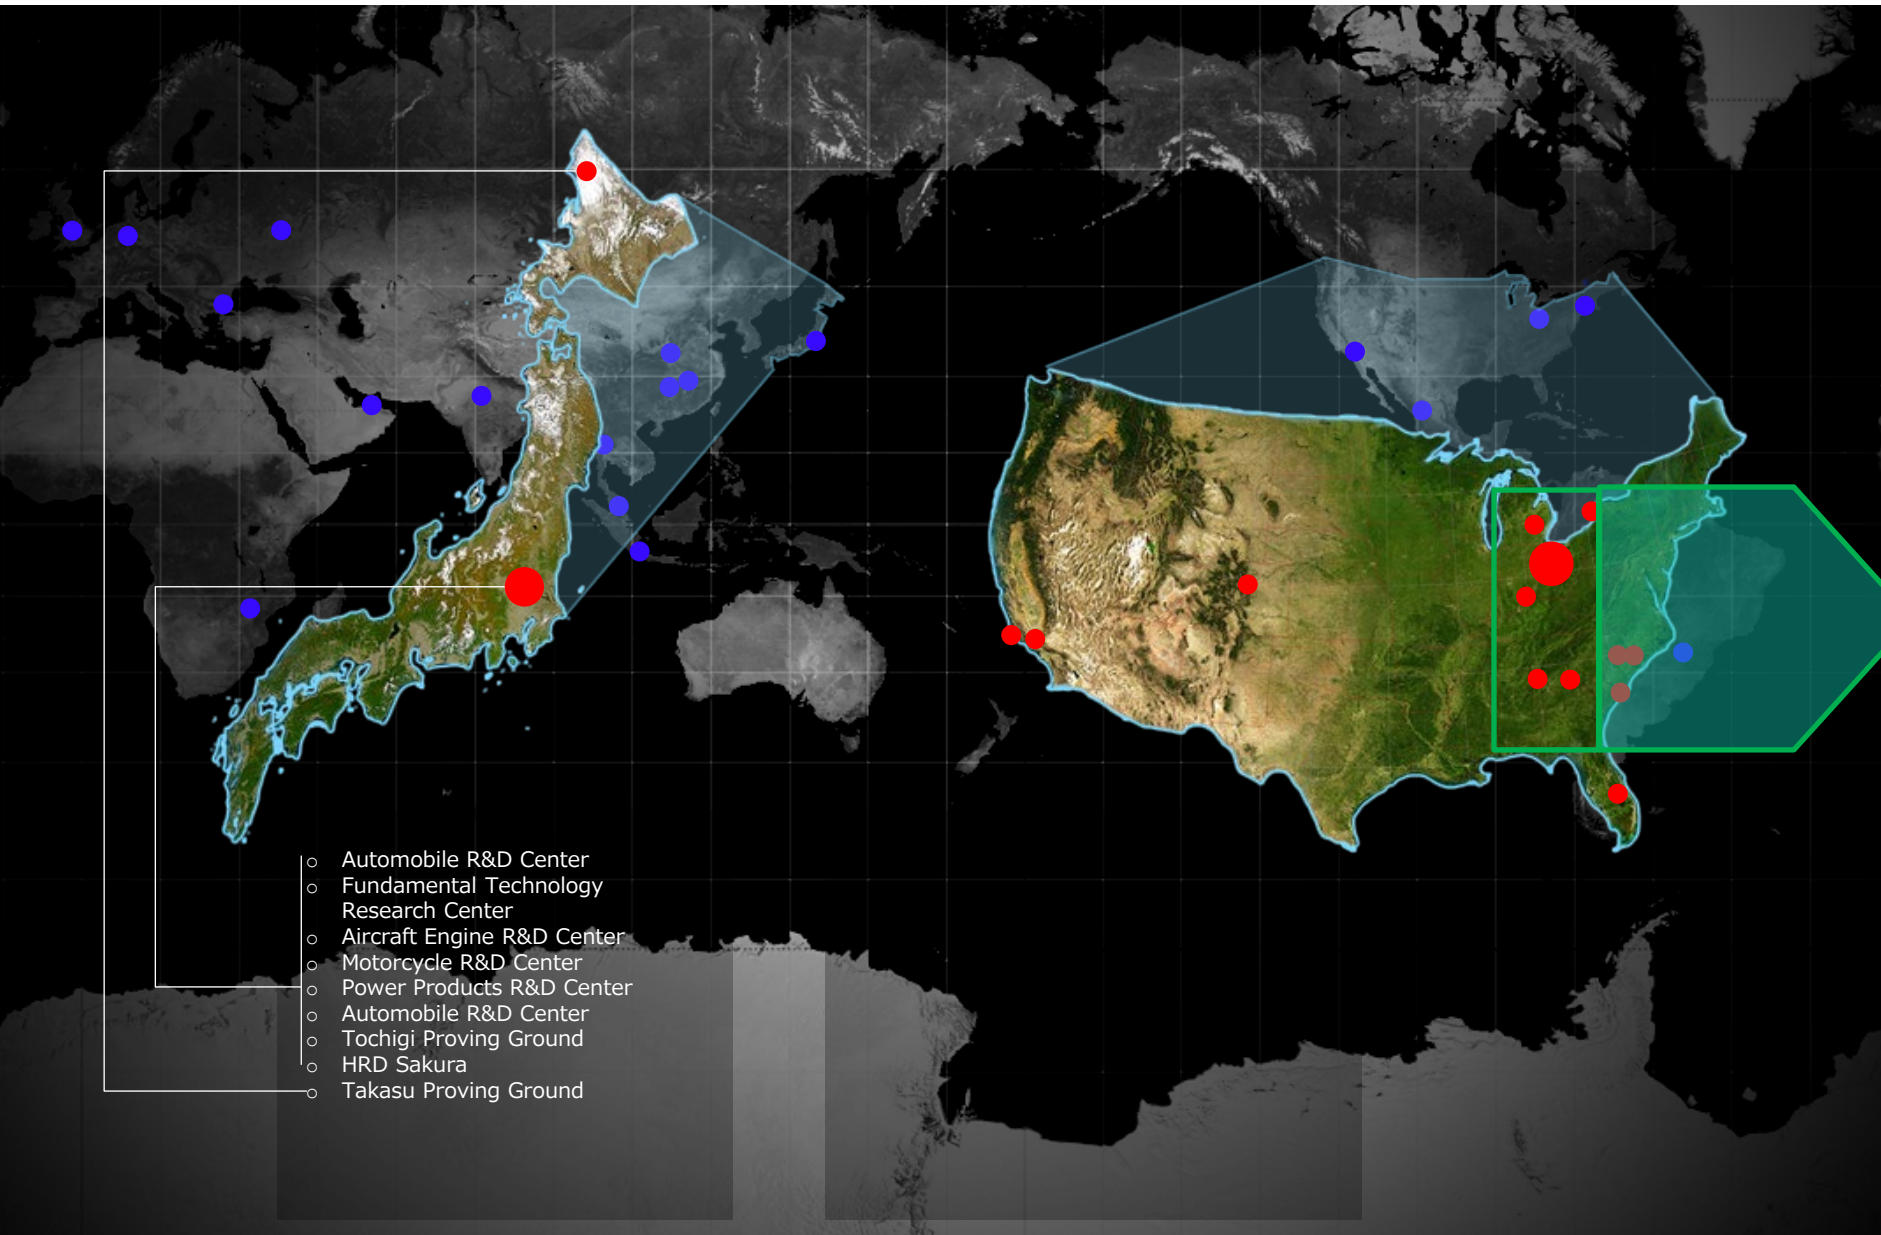 Automobile R&D Center
Fundamental Technology
Research Center
Aircraft Engine R&D Center
Motorcycle R&D Center
Power Products R&D Center
Automobile R&D Center
Tochigi Proving Ground
HRD Sakura
Takasu Proving Ground